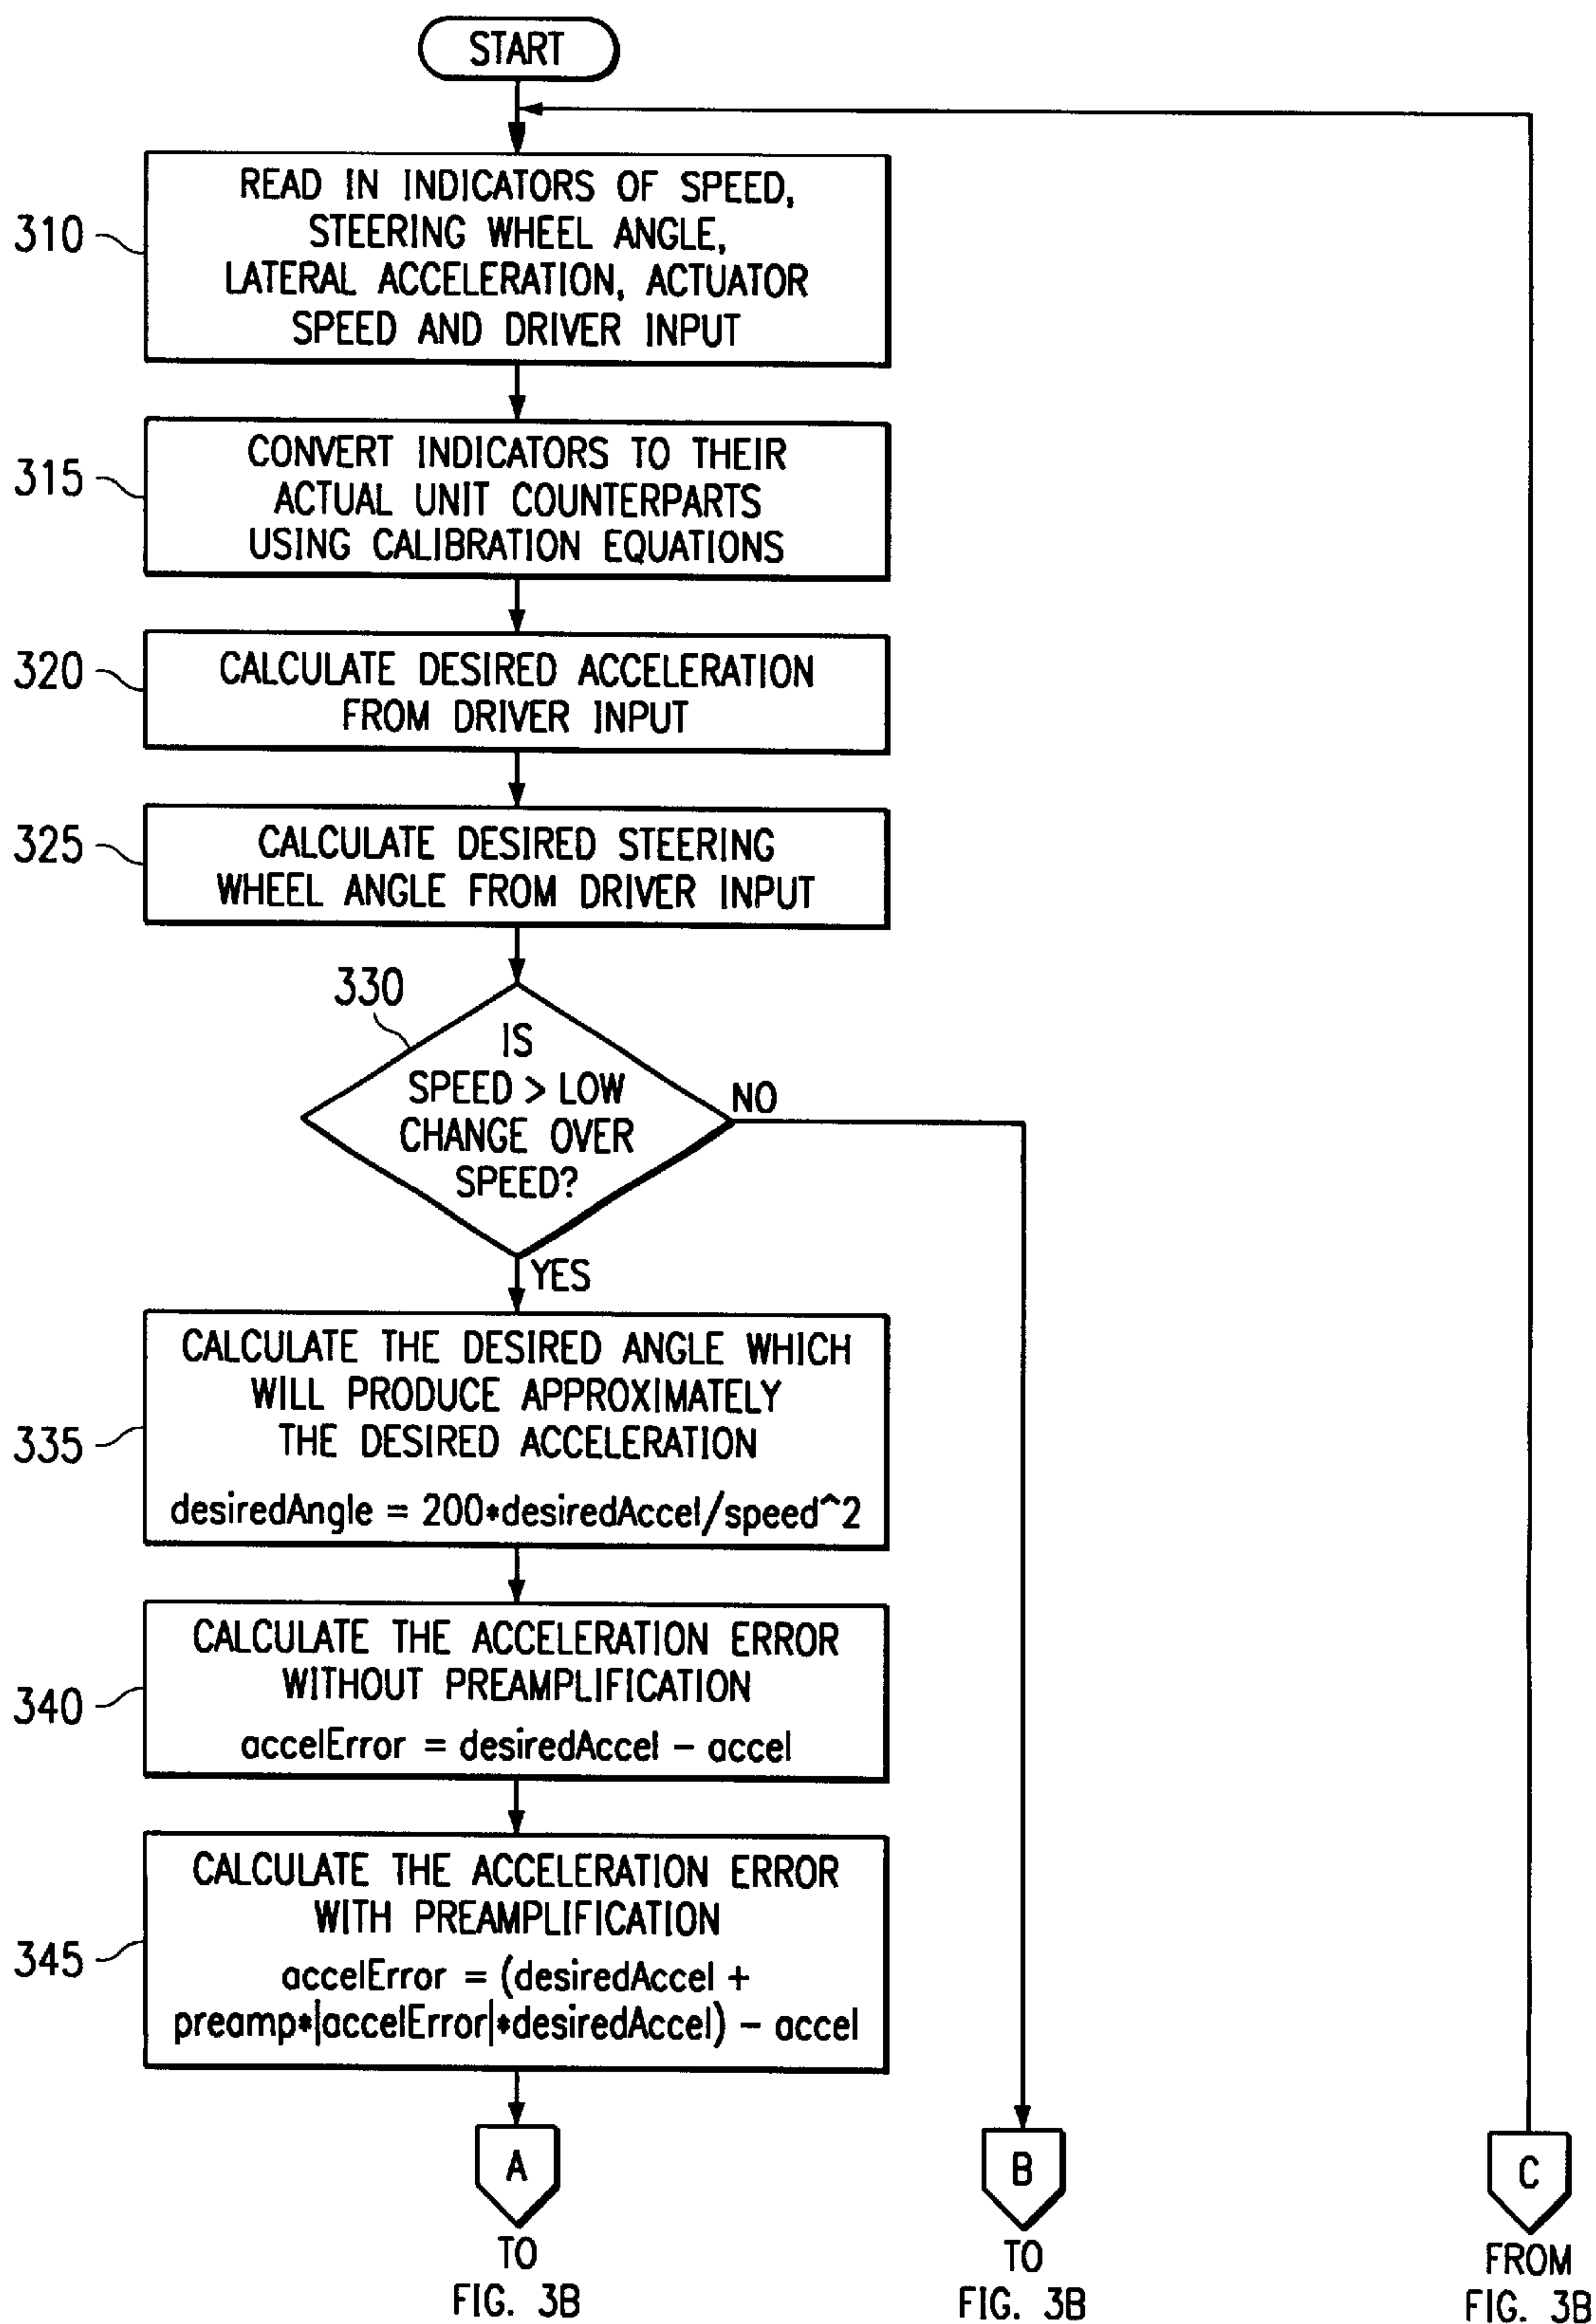 START
310
READ IN INDICATORS OF SPEED,
STEERING WHEEL ANGLE,
LATERAL ACCELERATION, ACTUATOR
SPEED AND DRIVER INPUT
315
CONVERT INDICATORS TO THEIR
ACTUAL UNIT COUNTERPARTS
USING CALIBRATION EQUATIONS
320
CALCULATE DESIRED ACCELERATION
FROM DRIVER INPUT
325
CALCULATE DESIRED STEERING
WHEEL ANGLE FROM DRIVER INPUT
330
IS
SPEED > LOW
CHANGE OVER
SPEED?
NO
YES
335
CALCULATE THE DESIRED ANGLE WHICH
WILL PRODUCE APPROXIMATELY
THE DESIRED ACCELERATION
desiredAngle = 200*desiredAccel/speed^2
340
CALCULATE THE ACCELERATION ERROR
WITHOUT PREAMPLIFICATION
accelError = desiredAccel – accel
345
CALCULATE THE ACCELERATION ERROR
WITH PREAMPLIFICATION
accelError = (desiredAccel +
preamp*|accelError|*desiredAccel) – accel
A
TO
FIG. 3B
B
TO
FIG. 3B
C
FROM
FIG. 3B